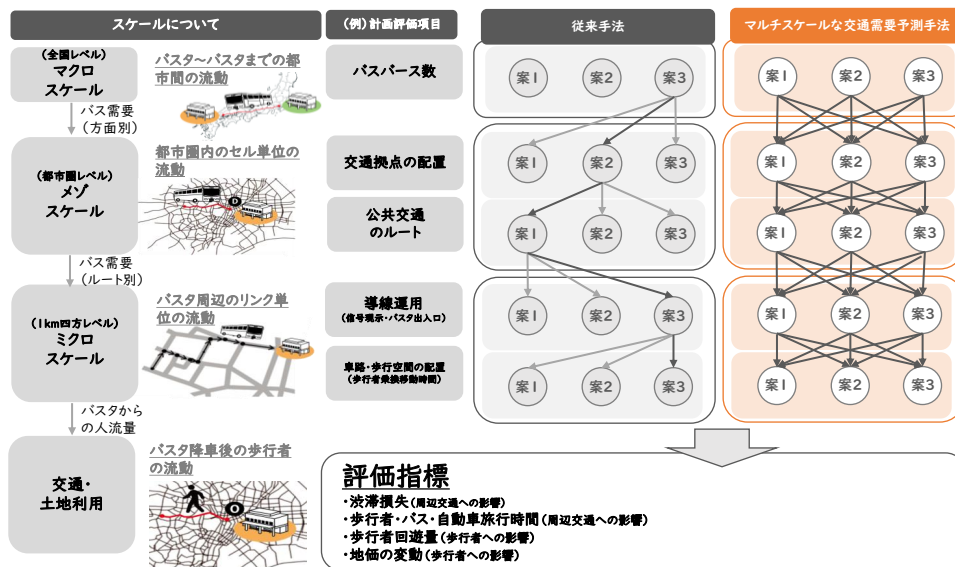 スケールについて
(例)計画評価項目
従来手法
マルチスケールな交通需要予測手法
(全国レベル)
マクロ
スケール
バスタ～バスタまでの都
市間の流動
バスバース数
案1
案2
案3
案1
案2
案3
バス需要
(方面別)
(都市圏レベル)
メゾ
スケール
都市圏内のセル単位の
流動
交通拠点の配置
案1
案2
案3
案1
案2
案3
公共交通
のルート
案1
案2
案3
案1
案2
案3
バス需要
(ルート別)
(1km四方レベル)
ミクロ
スケール
バスタ周辺のリンク単
位の流動
導線運用
(信号現示・バスタ出入口)
案1
案2
案3
案1
案2
案3
車路・歩行空間の配置
(歩行者乗換移動時間)
案1
案2
案3
案1
案2
案3
バスタから
の人流量
交通・
土地利用
バスタ降車後の歩行者
の流動
評価指標
・渋滞損失(周辺交通への影響)
・歩行者・バス・自動車旅行時間(周辺交通への影響)
・歩行者回遊量(歩行者への影響)
・地価の変動(歩行者への影響)